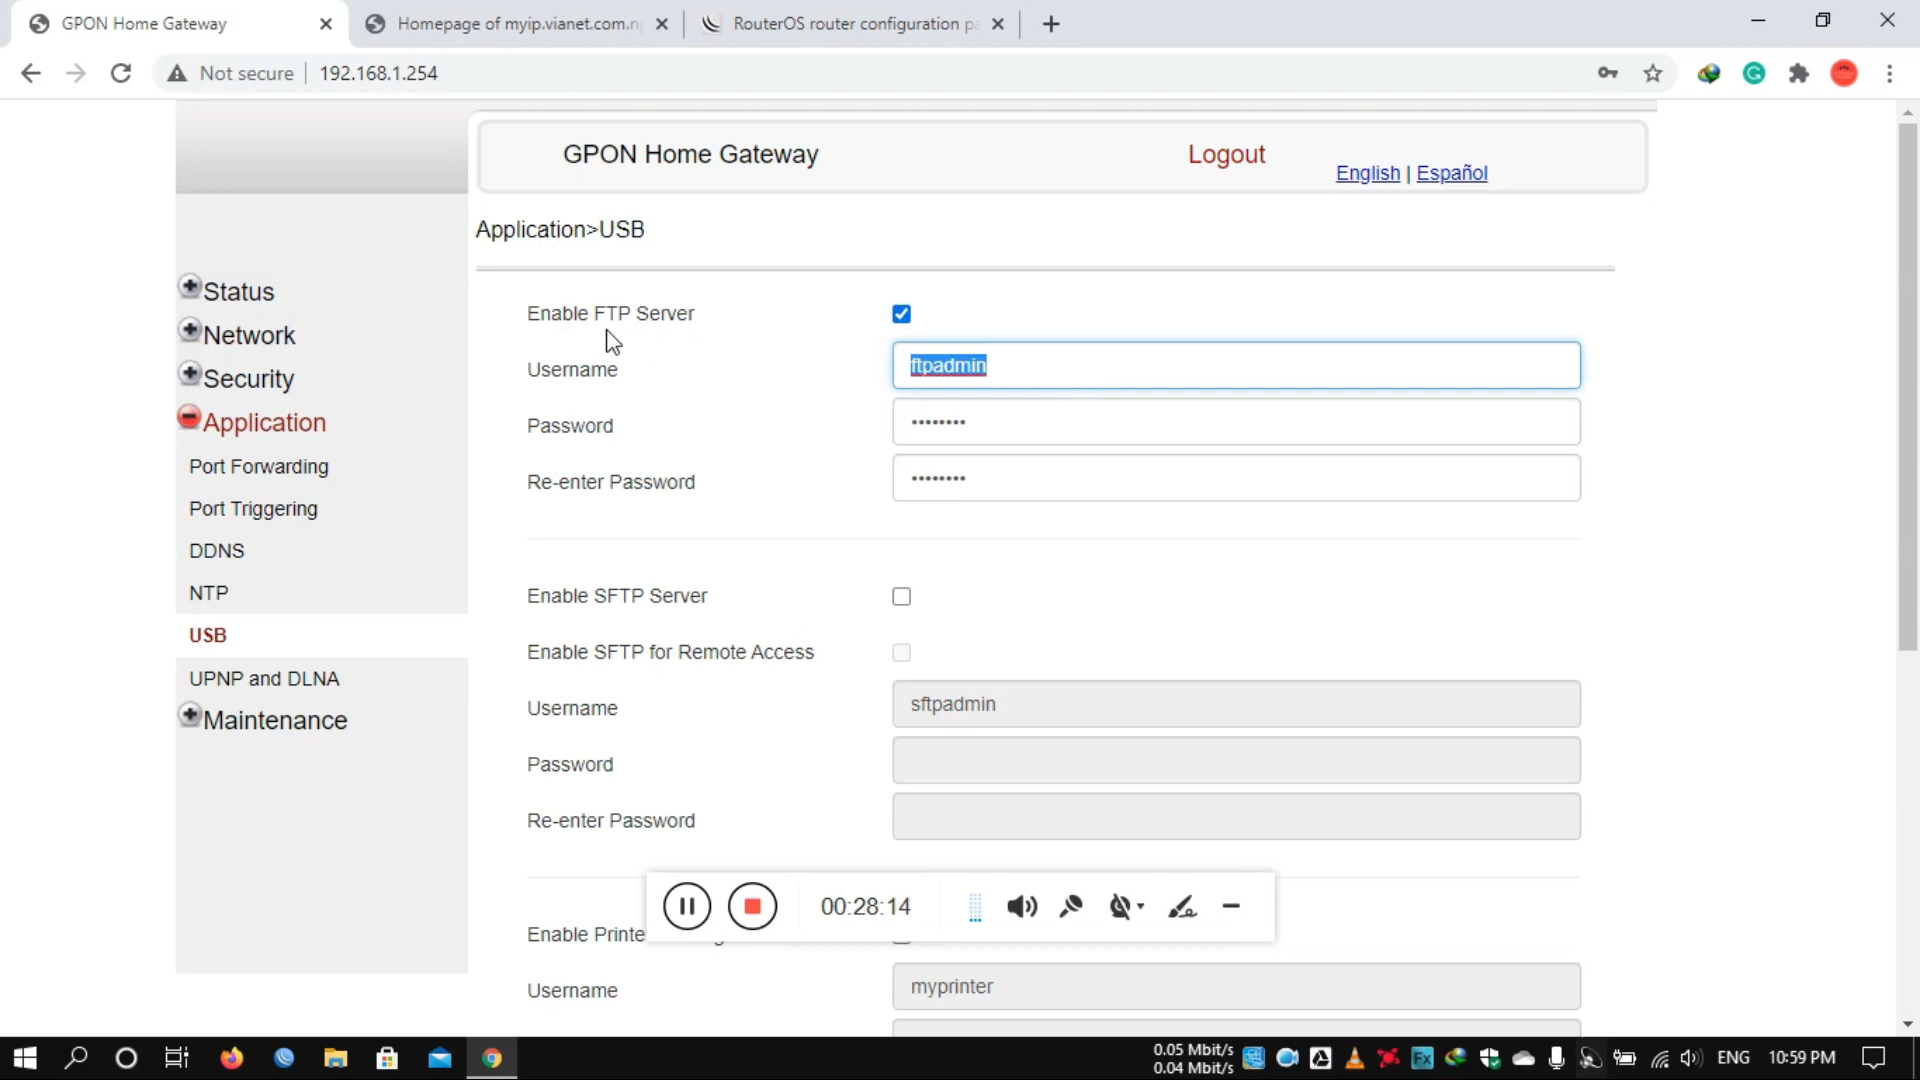 GPON Home Gateway
Homepage of myip.vianet.com.n
RouterOS router configuration p
Not secure
192.168.1.254
GPON Home Gateway
Logout
English | Español
Application>USB
Status
Network
Security
Application
Port Forwarding
Port Triggering
DDNS
NTP
USB
UPNP and DLNA
Maintenance
Enable FTP Server
Username
ftpadmin
Password
••••••••
Re-enter Password
••••••••
Enable SFTP Server
Enable SFTP for Remote Access
Username
sftpadmin
Password
Re-enter Password
00:28:14
Enable Printe
Username
myprinter
0.05 Mbit/s
0.04 Mbit/s
Fx
ENG
10:59 PM